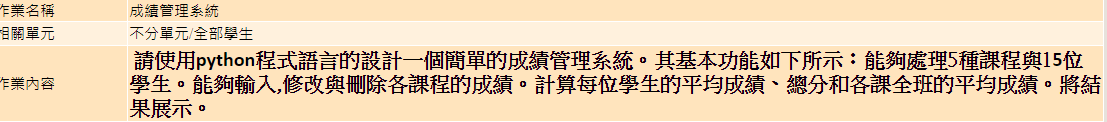 作業名稱 成績管理系統
相關單元 不分單元/全部學生
作業內容
請使用python程式語言的設計一個簡單的成績管理系統。其基本功能如下所示：能夠處理5種課程與15位
學生。能夠輸入,修改與刪除各課程的成績。計算每位學生的平均成績、總分和各課全班的平均成績。將結
果展示。